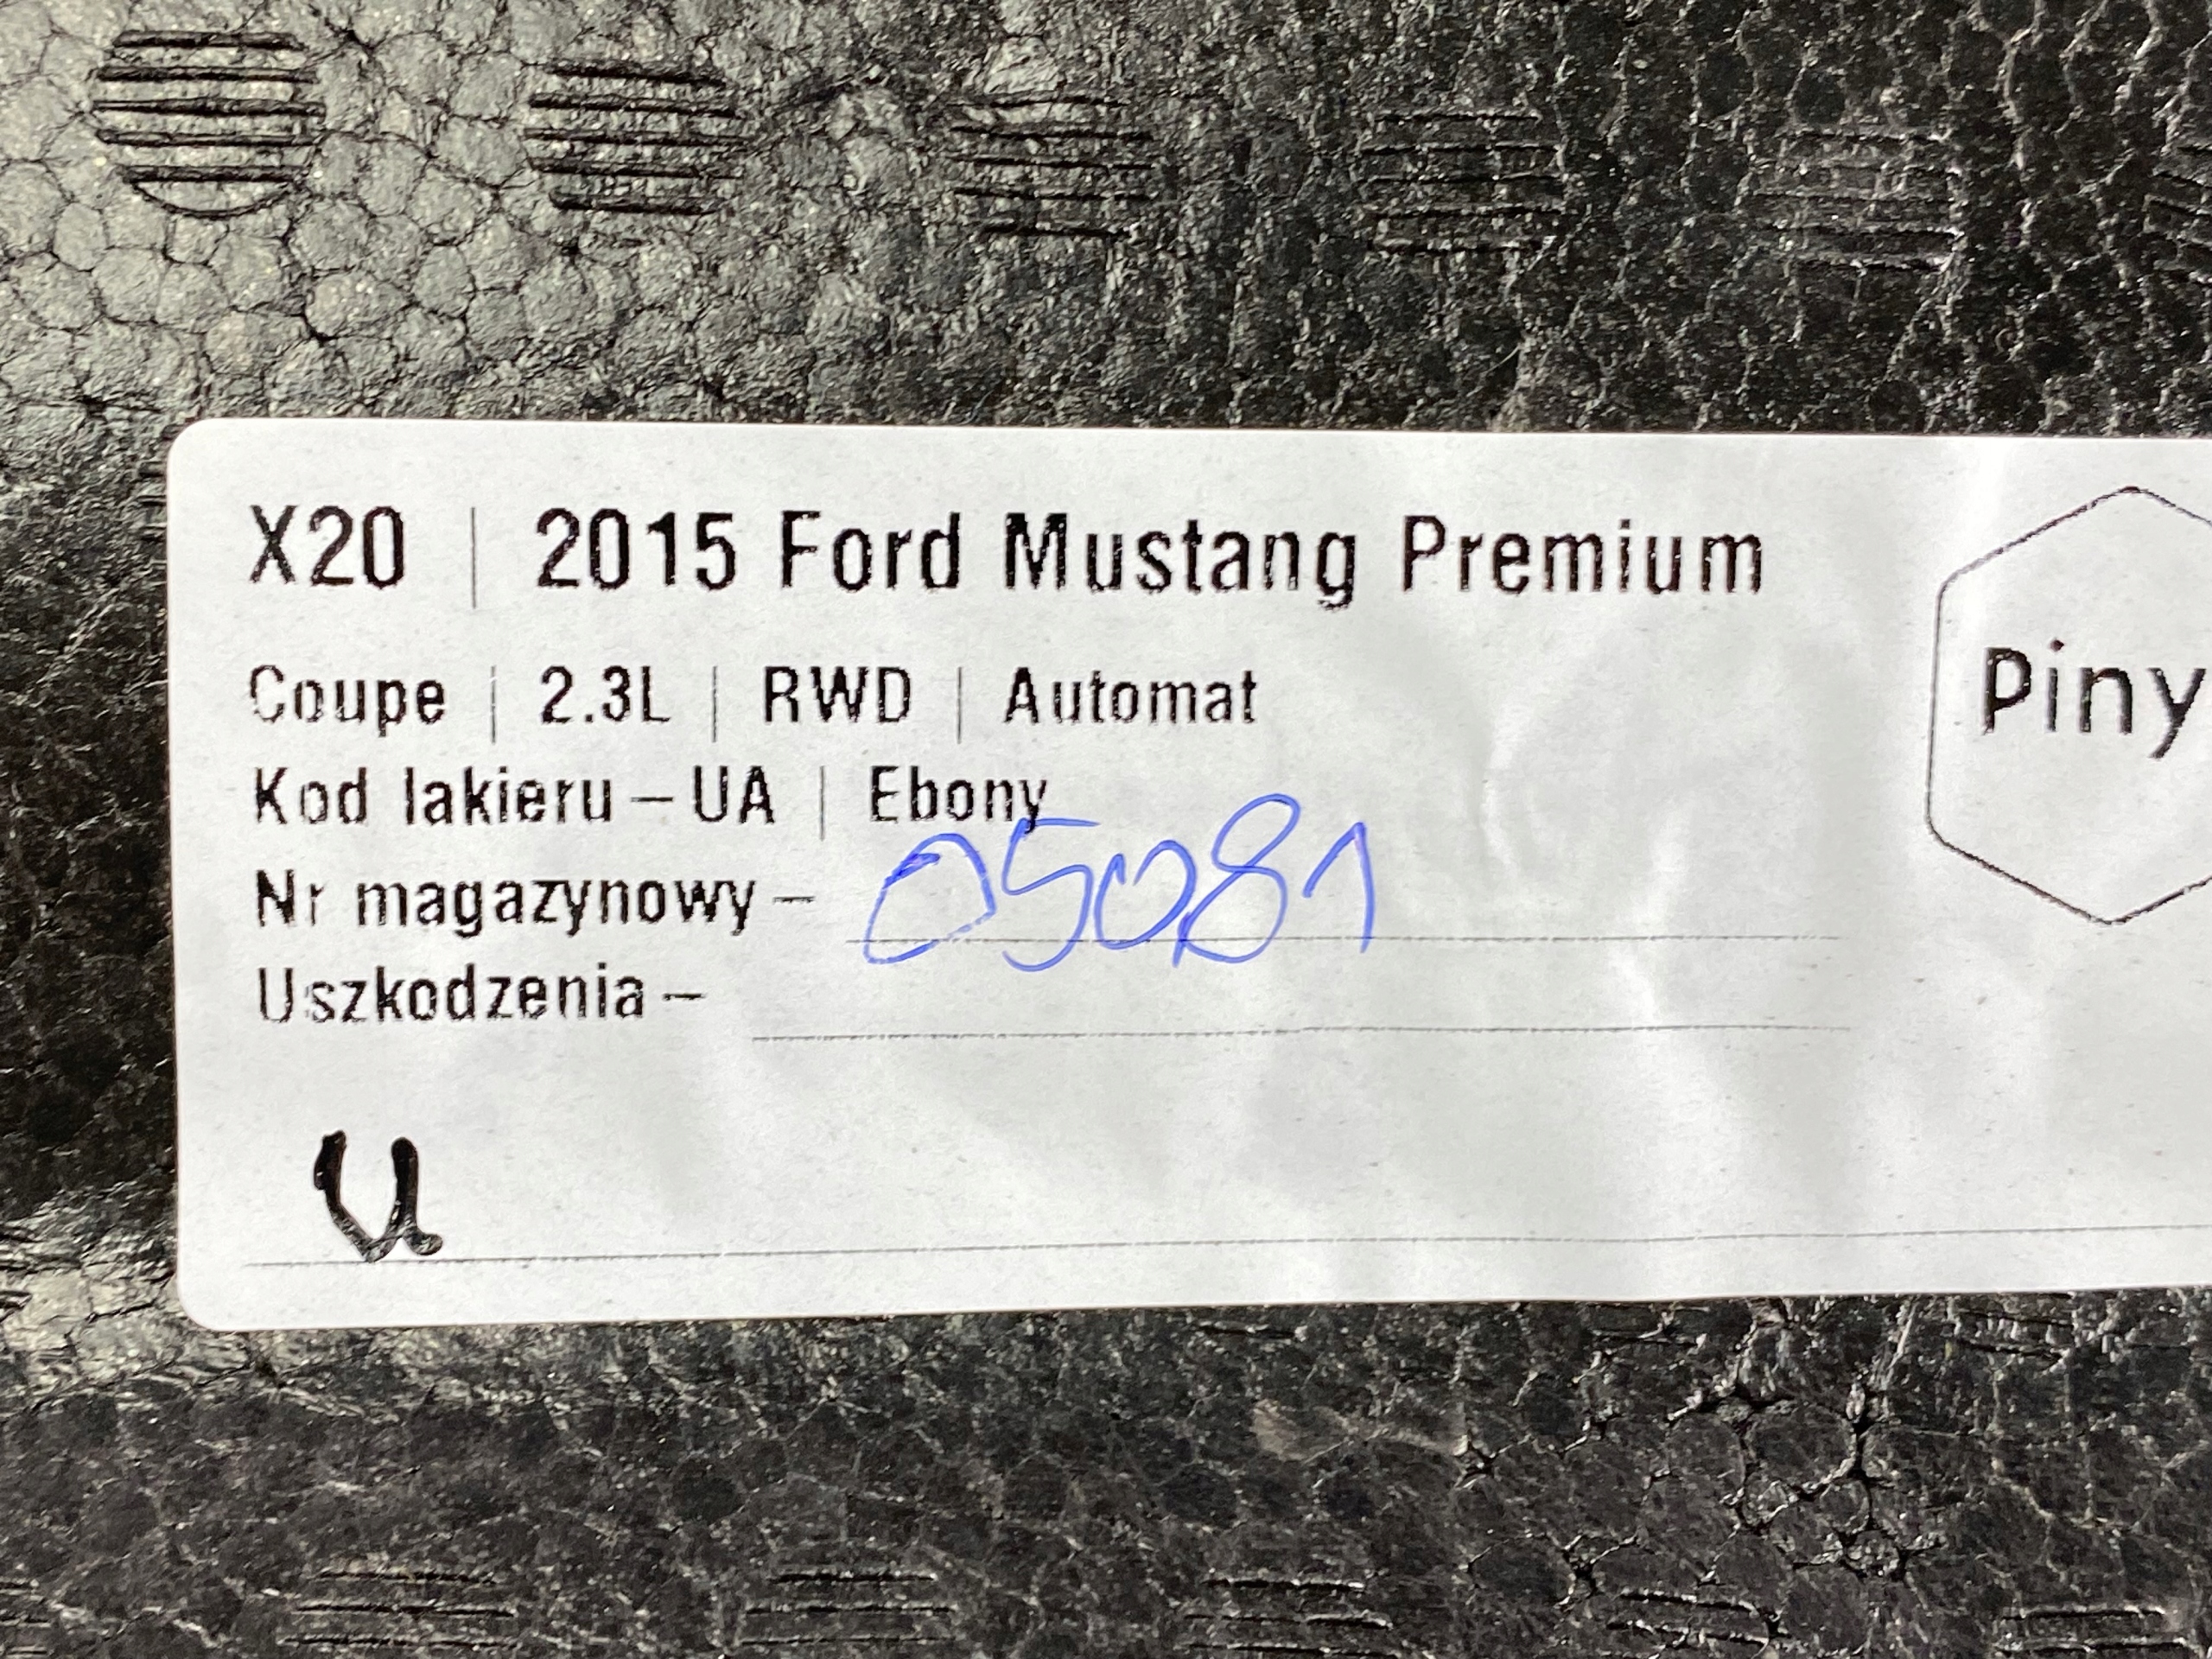 X20 | 2015 Ford Mustang Premium
Coupe | 2.3L | RWD | Automat
Kod lakieru – UA | Ebony
Nr magazynowy – 05081
Uszkodzenia –
U
Piny